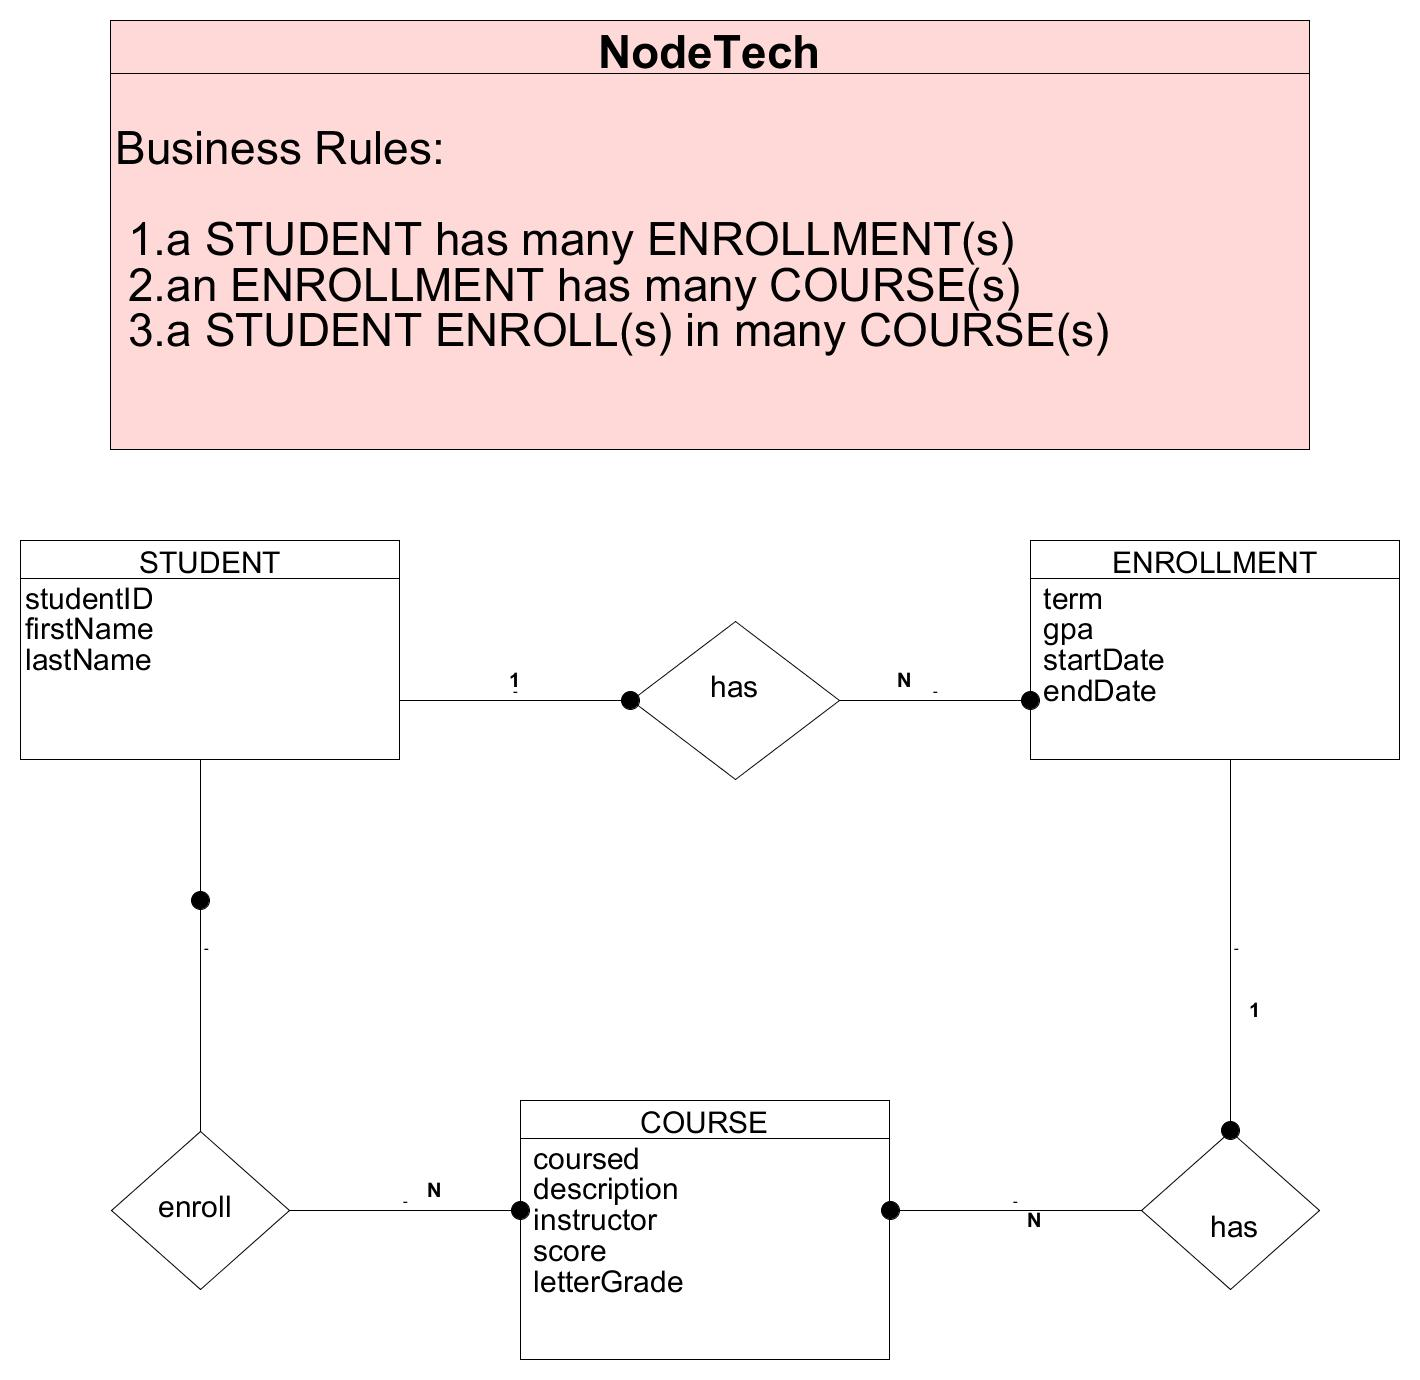 NodeTech
Business Rules:
1.a STUDENT has many ENROLLMENT(s)
2.an ENROLLMENT has many COURSE(s)
3.a STUDENT ENROLL(s) in many COURSE(s)
STUDENT
studentID
firstName
lastName
1
-
has
N
-
ENROLLMENT
term
gpa
startDate
endDate
-
-
1
enroll
-
N
COURSE
coursed
description
instructor
score
letterGrade
-
N
has